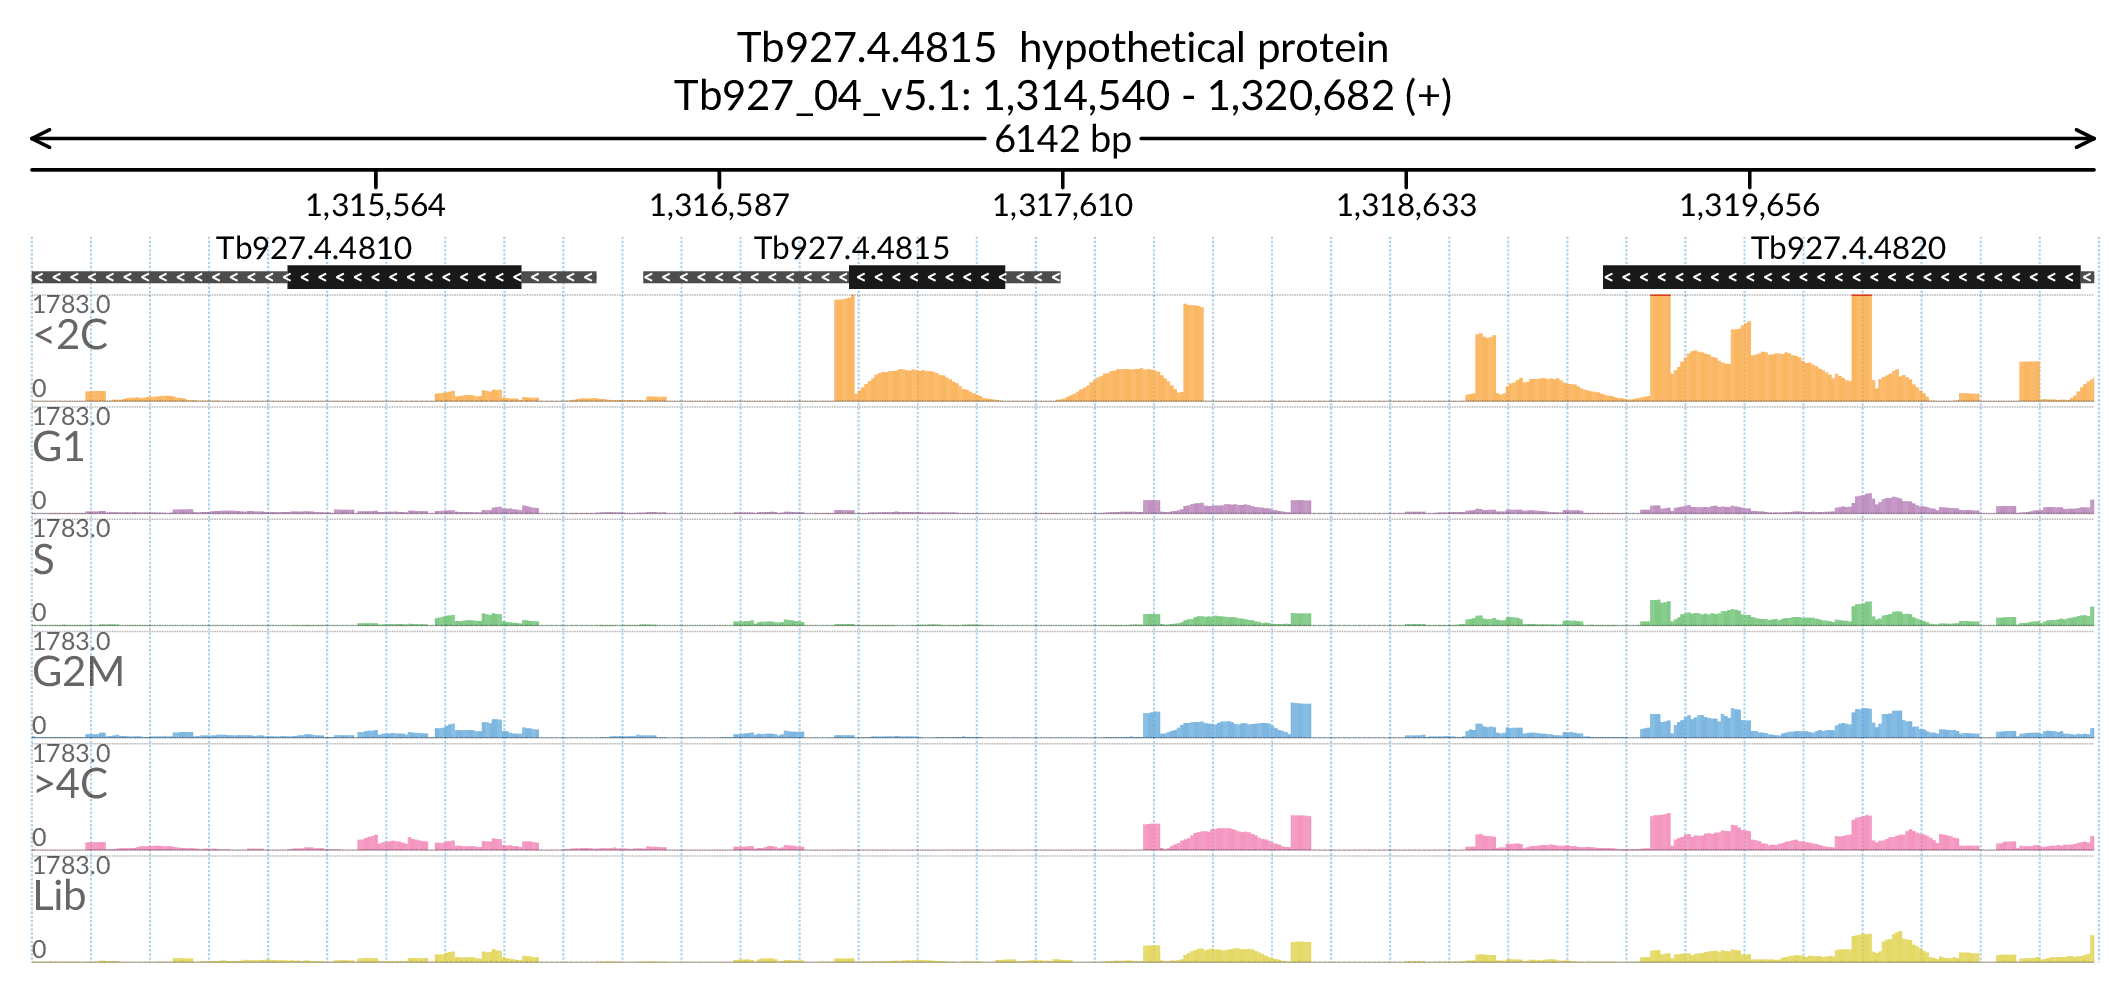 Tb927.4.4815 hypothetical protein
Tb927_04_v5.1: 1,314,540 - 1,320,682 (+)
6142 bp
1,315,564 1,316,587 1,317,610 1,318,633 1,319,656
Tb927.4.4810 Tb927.4.4815 Tb927.4.4820
1783.0
<2C
0
1783.0
G1
0
1783.0
S
0
1783.0
G2M
0
1783.0
>4C
0
1783.0
Lib
0